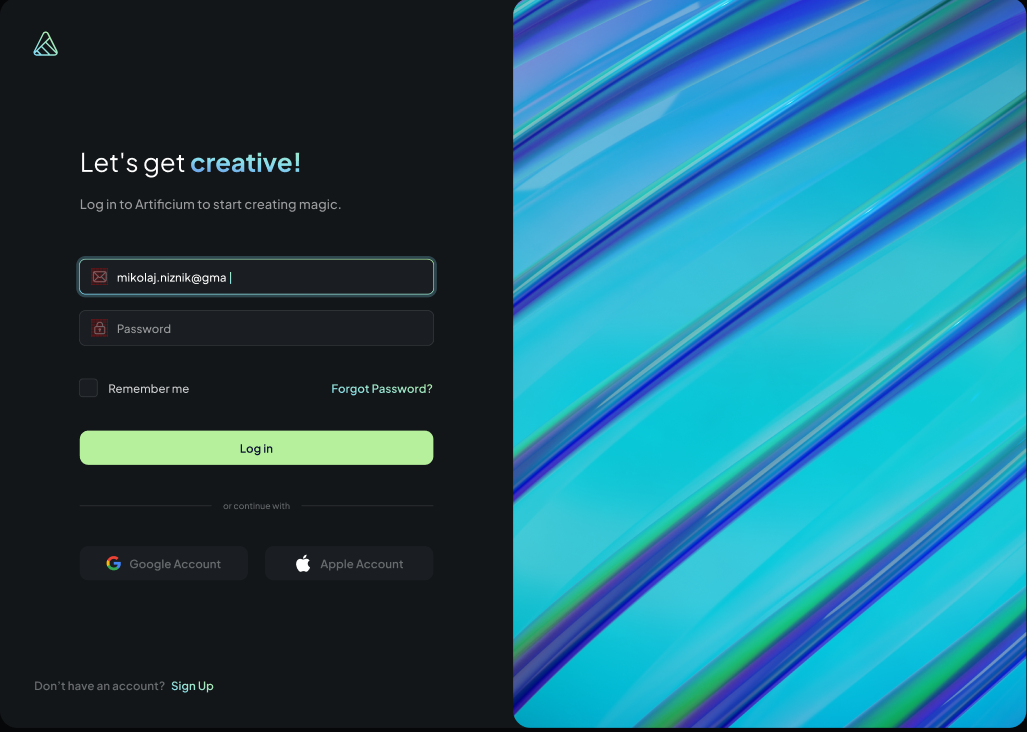 Let's get creative!
Log in to Artificium to start creating magic.
mikolaj.niznik@gma
Password
Remember me
Forgot Password?
Log in
or continue with
Google Account
Apple Account
Don't have an account? Sign Up